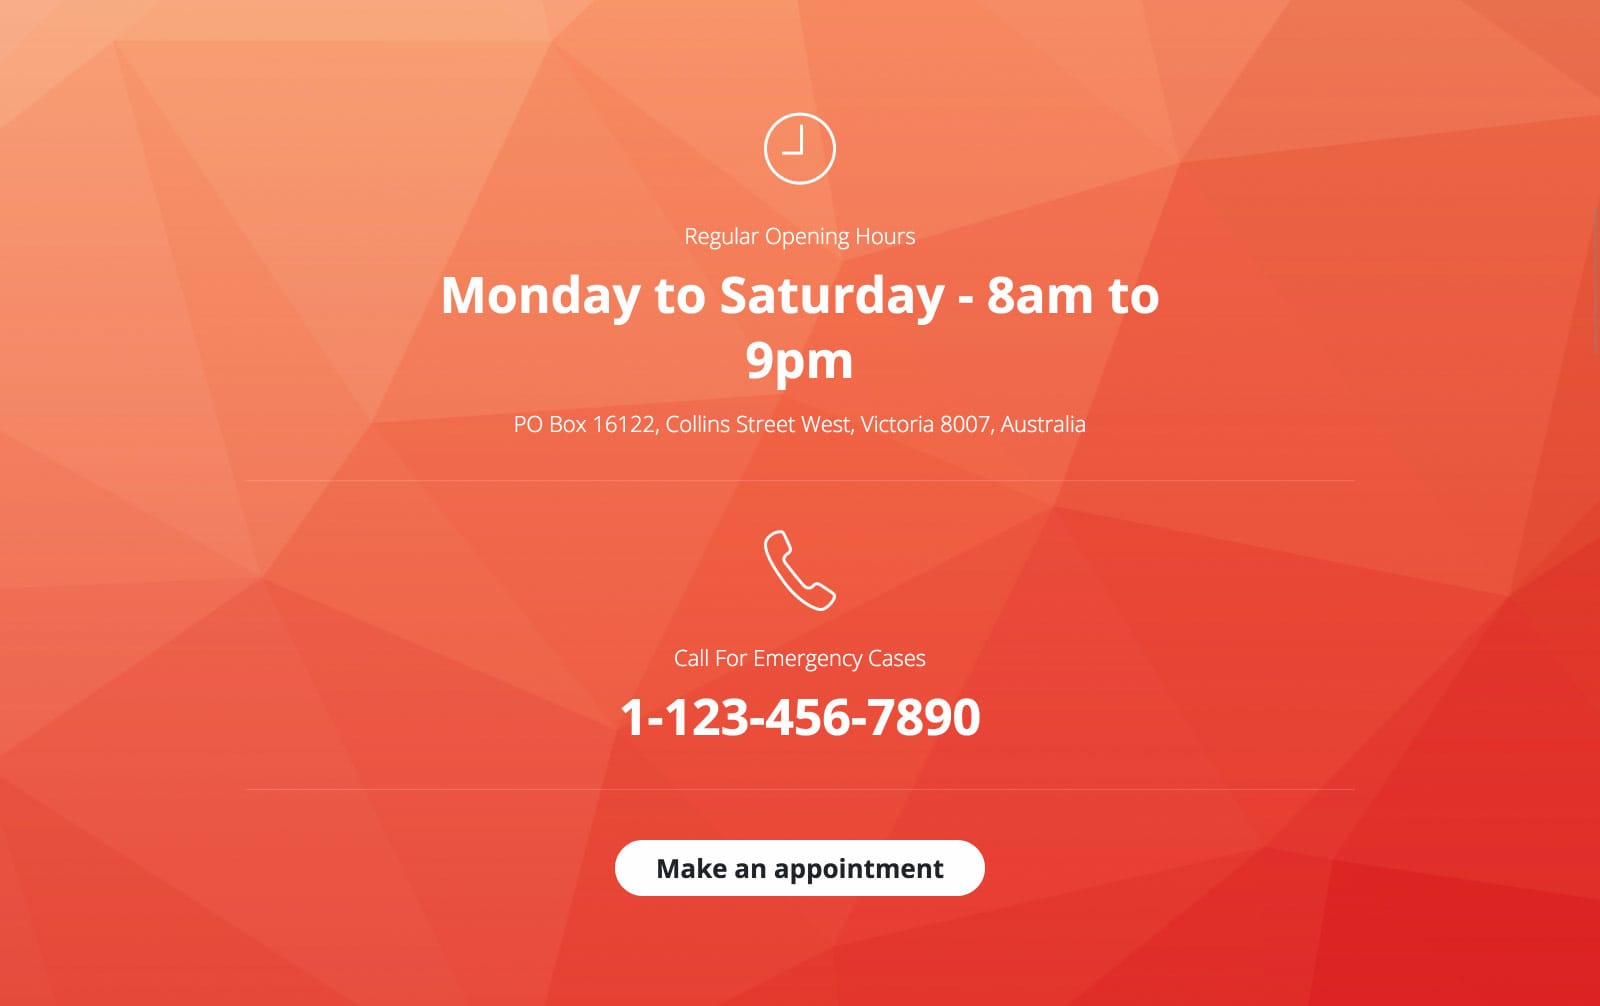 Regular Opening Hours
Monday to Saturday - 8am to
9pm
PO Box 16122, Collins Street West, Victoria 8007, Australia
Call For Emergency Cases
1-123-456-7890
Make an appointment